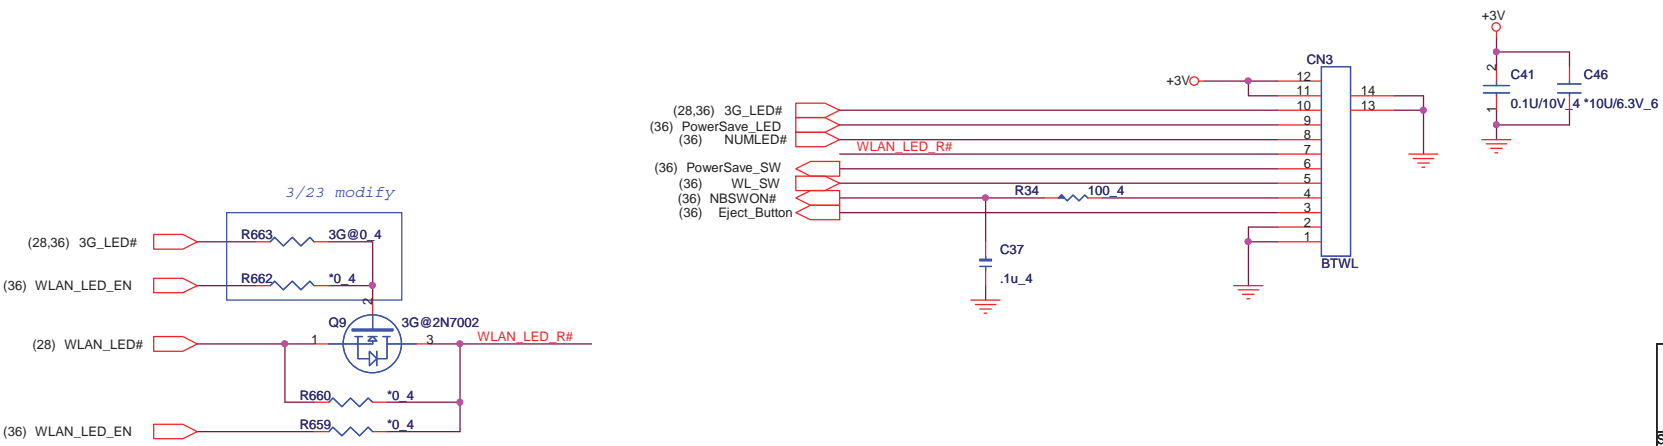 3/23 modify
(28,36) 3G_LED#
R663
3G@0_4
(36) WLAN_LED_EN
R662
*0_4
2
Q9
3G@2N7002
(28) WLAN_LED#
1
3
WLAN_LED_R#
R660
*0_4
(36) WLAN_LED_EN
R659
*0_4
CN3
+3V
12
11
10
9
8
7
6
5
4
3
2
1
14
13
BTWL
(28,36) 3G_LED#
(36) PowerSave_LED
(36) NUMLED#
WLAN_LED_R#
(36) PowerSave_SW
(36) WL_SW
(36) NBSWON#
R34
100_4
(36) Eject_Button
C37
.1u_4
+3V
2
C41
C46
1
0.1U/10V_4
*10U/6.3V_6